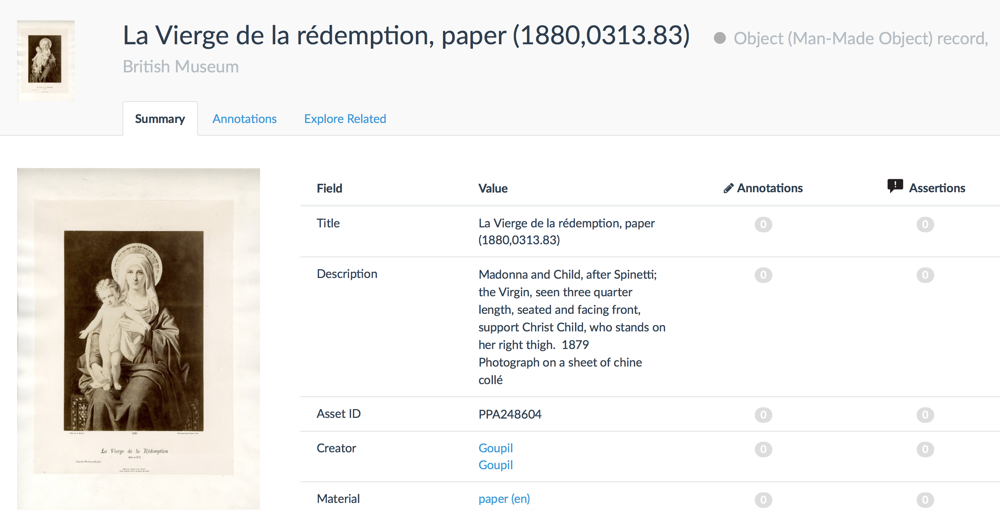 La Vierge de la rédemption, paper (1880,0313.83)
Object (Man-Made Object) record,
British Museum
Summary
Annotations
Explore Related
Field
Value
Annotations
Assertions
Title
La Vierge de la rédemption, paper
(1880,0313.83)
0
0
Description
Madonna and Child, after Spinetti;
the Virgin, seen three quarter
length, seated and facing front,
support Christ Child, who stands on
her right thigh.  1879
Photograph on a sheet of chine
collé
0
0
Asset ID
PPA248604
0
0
Creator
Goupil
Goupil
0
0
Material
paper (en)
0
0
La Vierge de la Rédemption
Galerie Photographique.